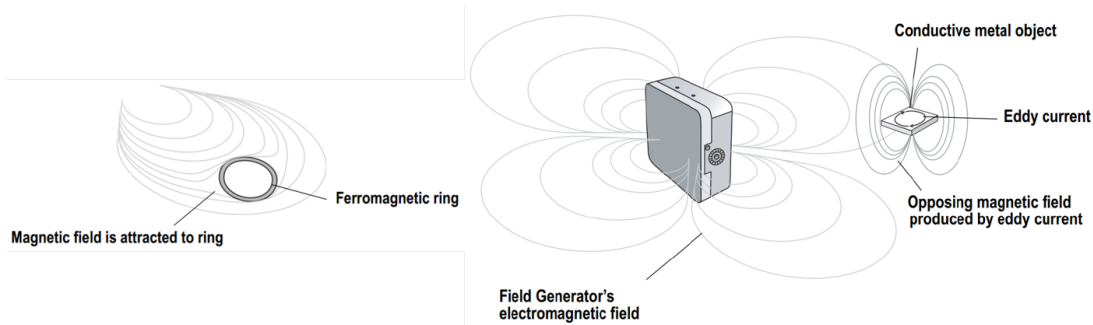 Ferromagnetic ring
Magnetic field is attracted to ring
Conductive metal object
Eddy current
Opposing magnetic field
produced by eddy current
Field Generator's
electromagnetic field